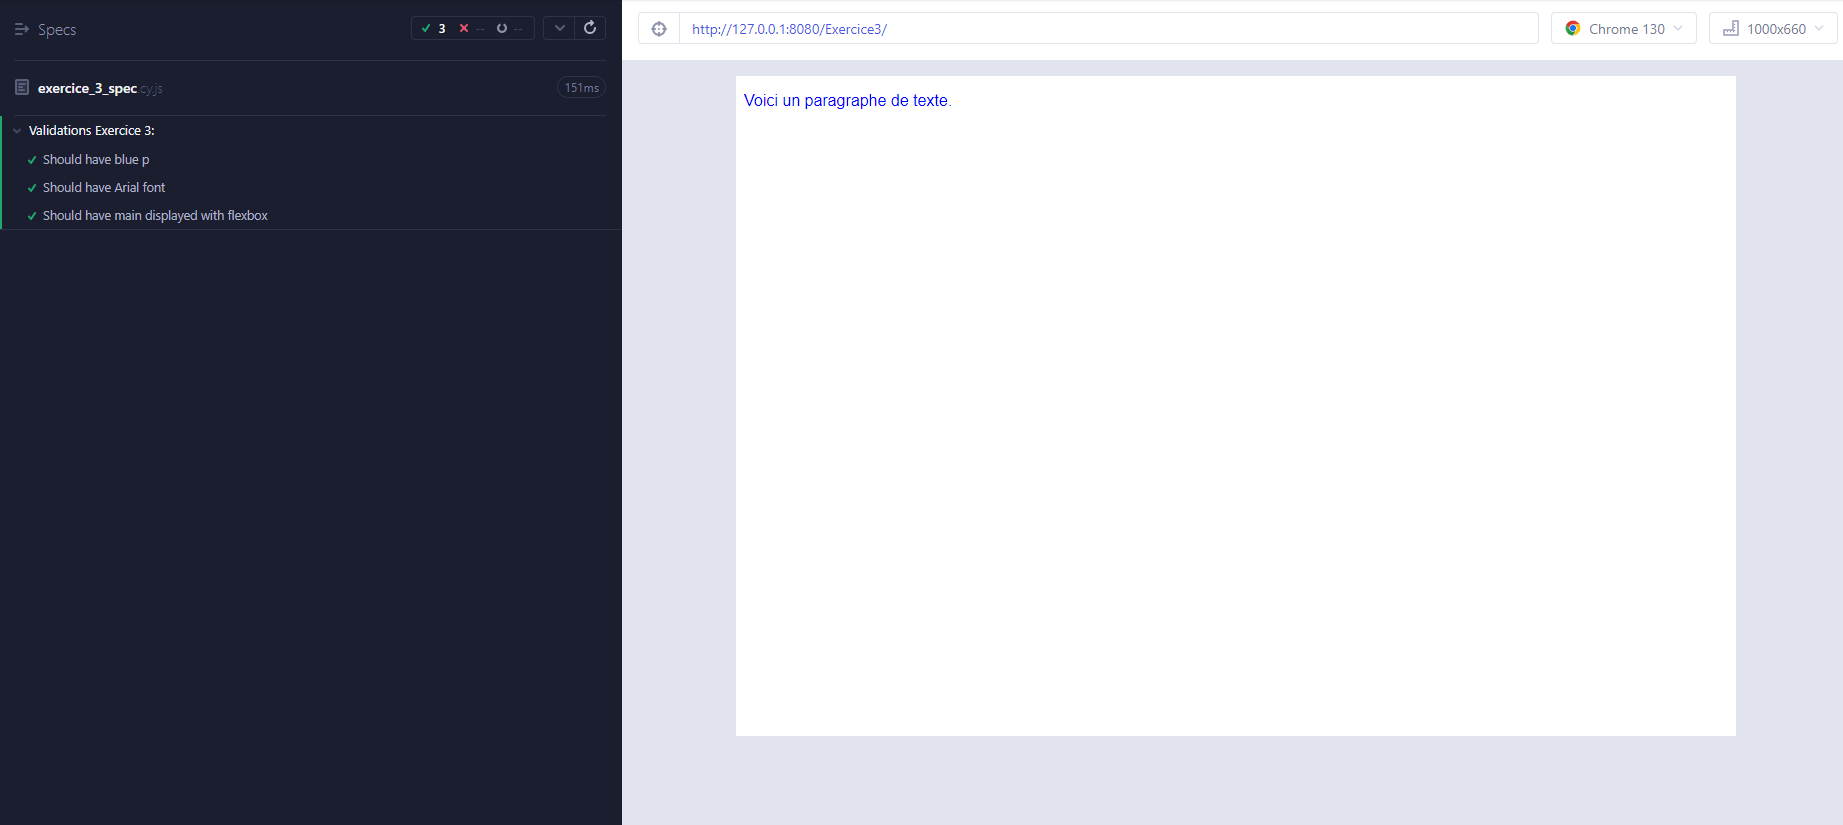 Specs
3 -- --
exercice_3_spec cy.js
151ms
Validations Exercice 3:
Should have blue p
Should have Arial font
Should have main displayed with flexbox
http://127.0.0.1:8080/Exercice3/
Chrome 130
1000x660
Voici un paragraphe de texte.